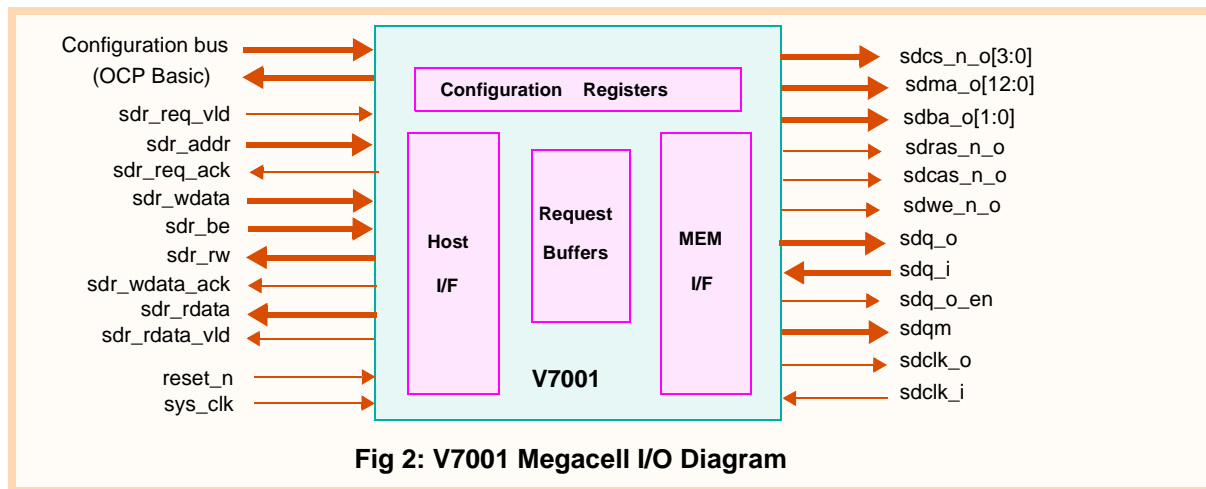 Configuration bus
(OCP Basic)
sdr_req_vld
sdr_addr
sdr_req_ack
sdr_wdata
sdr_be
sdr_rw
sdr_wdata_ack
sdr_rdata
sdr_rdata_vld
reset_n
sys_clk
Configuration Registers
Host
I/F
Request
Buffers
MEM
I/F
V7001
sdcs_n_o[3:0]
sdma_o[12:0]
sdba_o[1:0]
sdras_n_o
sdcas_n_o
sdwe_n_o
sdq_o
sdq_i
sdq_o_en
sdqm
sdclk_o
sdclk_i
Fig 2: V7001 Megacell I/O Diagram